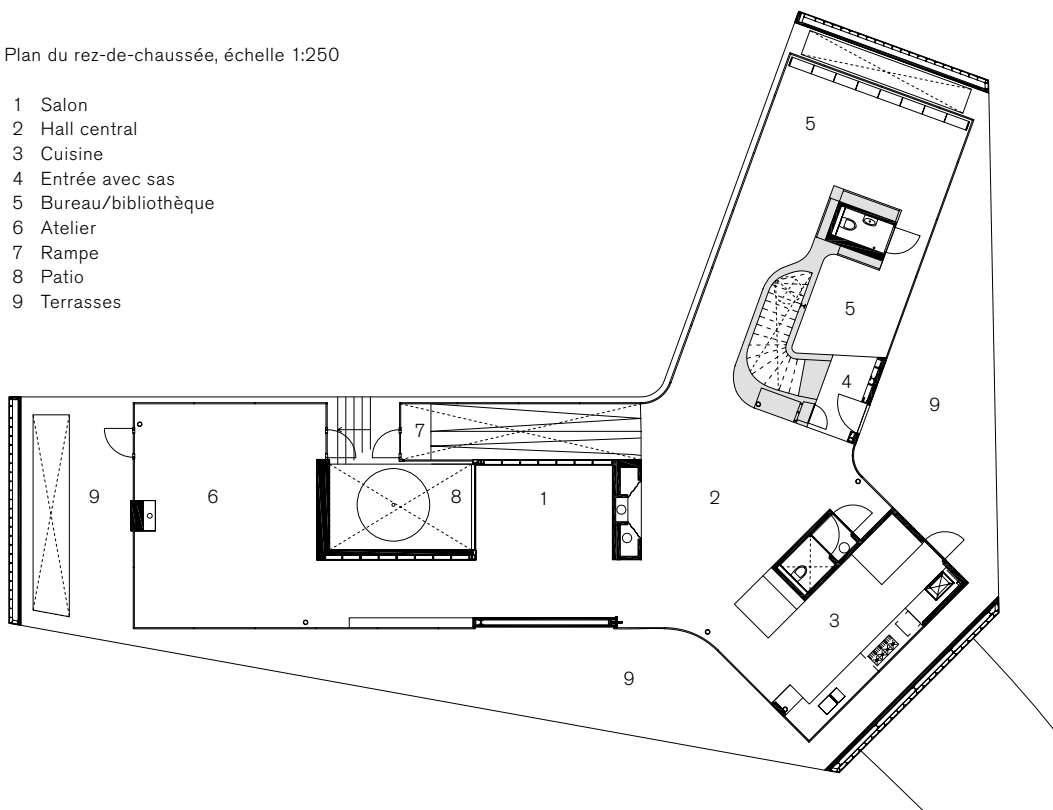 Plan du rez-de-chaussée, échelle 1:250
1 Salon
2 Hall central
3 Cuisine
4 Entrée avec sas
5 Bureau/bibliothèque
6 Atelier
7 Rampe
8 Patio
9 Terrasses
5
5
4
9
7
9
6
8
1
2
3
9